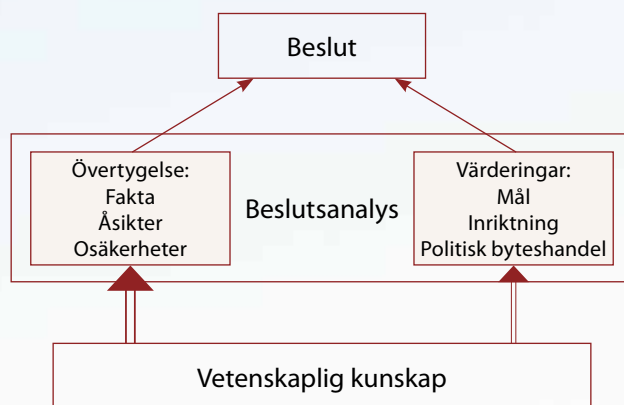 Beslut
Övertygelse:
Fakta
Åsikter
Osäkerheter
Beslutsanalys
Värderingar:
Mål
Inriktning
Politisk byteshandel
Vetenskaplig kunskap